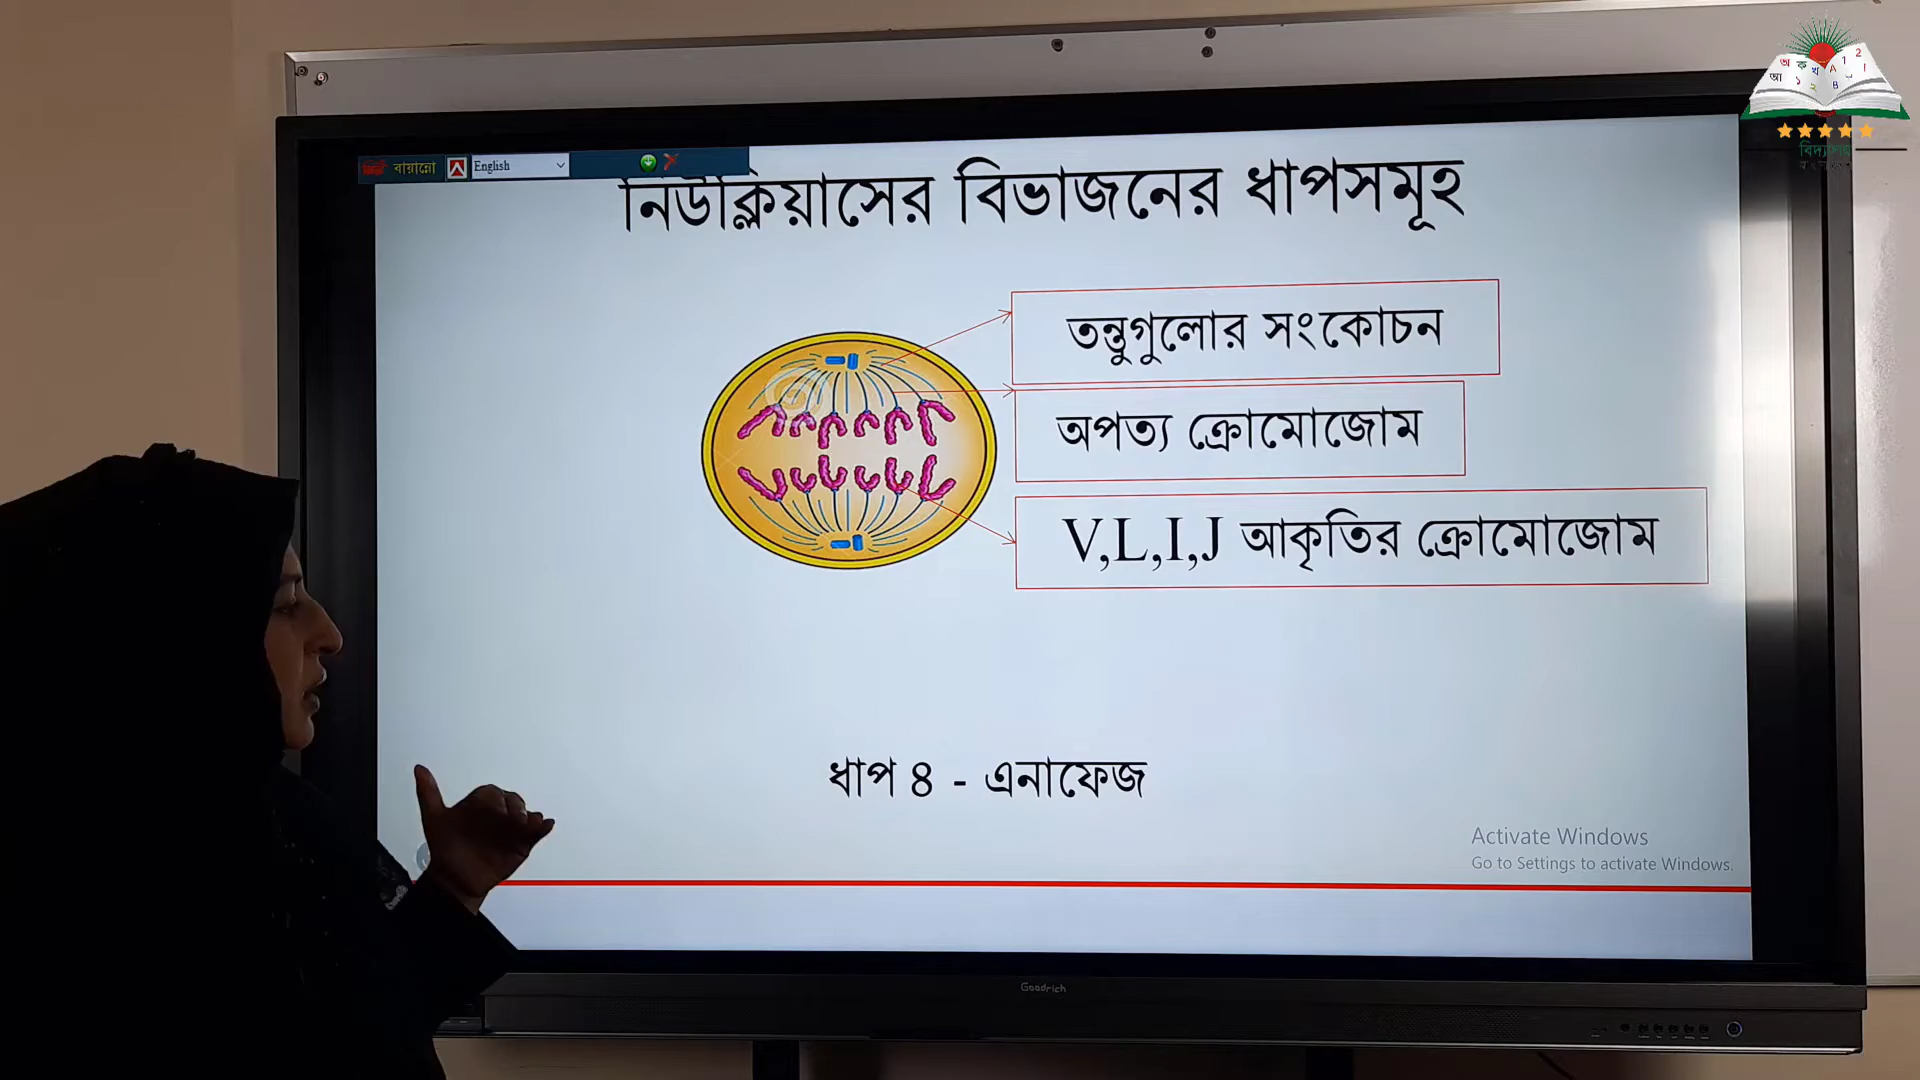 বায়ান্নো
English
নিউক্লিয়াসের বিভাজনের ধাপসমূহ
তন্তুগুলোর সংকোচন
অপত্য ক্রোমোজোম
V,L,I,J আকৃতির ক্রোমোজোম
ধাপ ৪ - এনাফেজ
Activate Windows
Go to Settings to activate Windows.
Goodrich